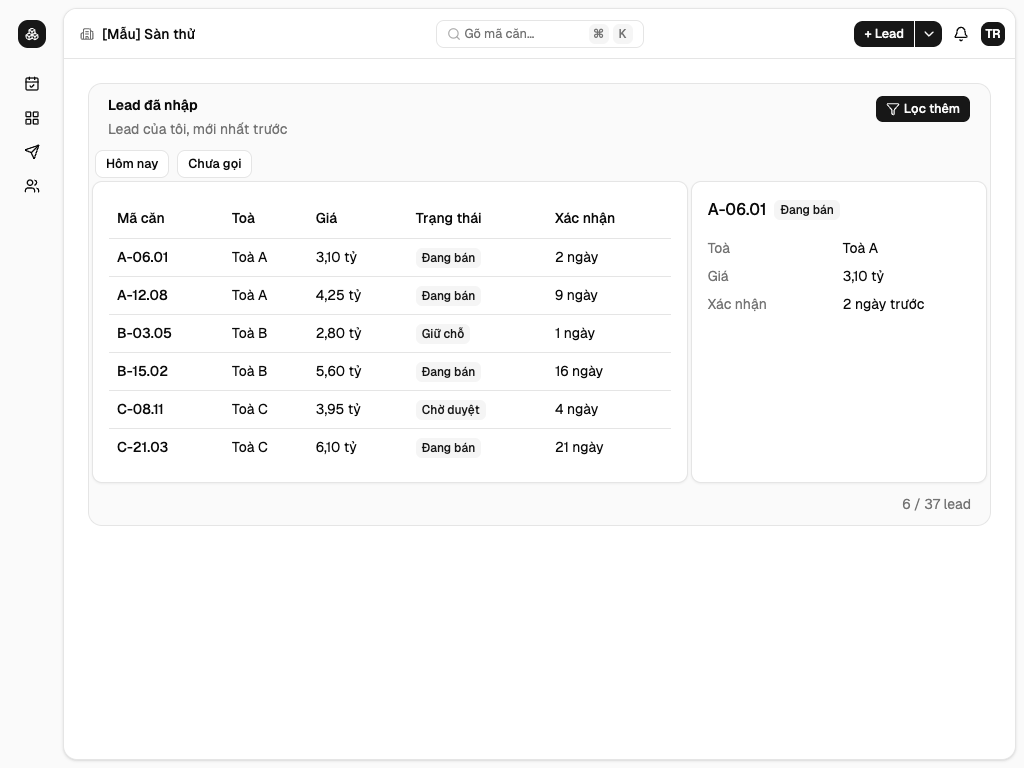 [Mẫu] Sàn thử
Gõ mã căn... ⌘ K
+ Lead
TR
Lead đã nhập
Lead của tôi, mới nhất trước
Lọc thêm
Hôm nay Chưa gọi
Mã căn Toà Giá Trạng thái Xác nhận
A-06.01 Toà A 3,10 tỷ Đang bán 2 ngày
A-12.08 Toà A 4,25 tỷ Đang bán 9 ngày
B-03.05 Toà B 2,80 tỷ Giữ chỗ 1 ngày
B-15.02 Toà B 5,60 tỷ Đang bán 16 ngày
C-08.11 Toà C 3,95 tỷ Chờ duyệt 4 ngày
C-21.03 Toà C 6,10 tỷ Đang bán 21 ngày
A-06.01 Đang bán
Toà Toà A
Giá 3,10 tỷ
Xác nhận 2 ngày trước
6 / 37 lead